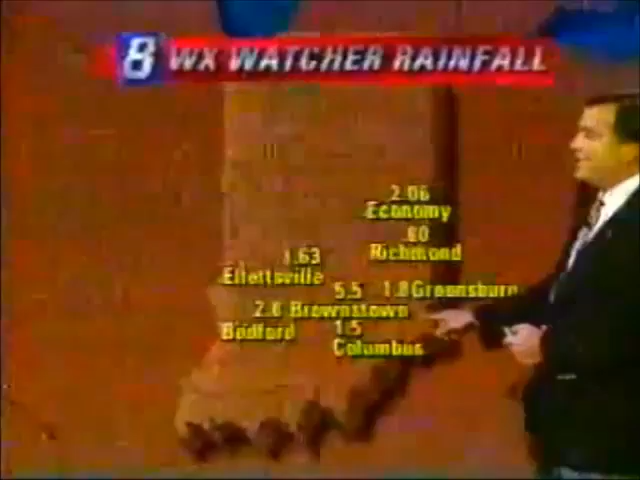 8 WX WATCHER RAINFALL
2.06
Economy
.80
Richmond
1.63
Ellettsville
5.5
1.8 Greensburg
2.6
Brownstown
Bedford
1.5
Columbus